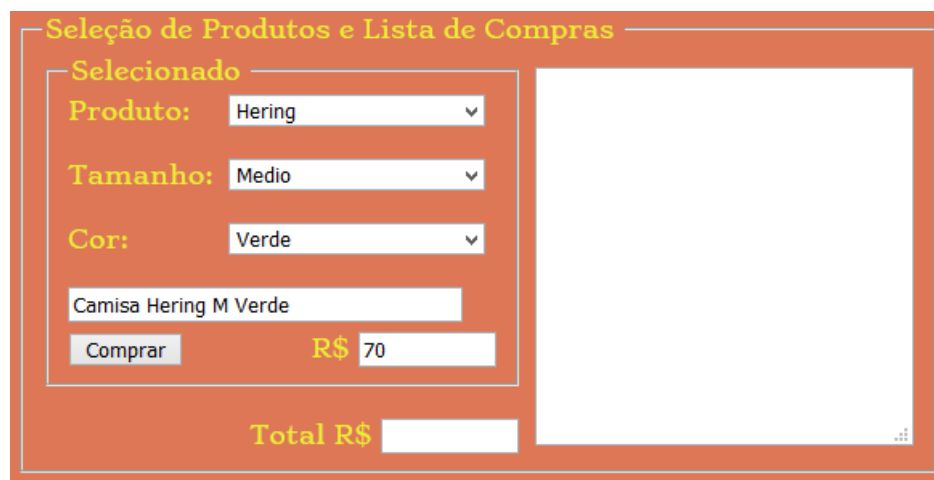 Seleção de Produtos e Lista de Compras
Selecionado
Produto: Hering
Tamanho: Medio
Cor: Verde
Camisa Hering M Verde
Comprar R$ 70
Total R$